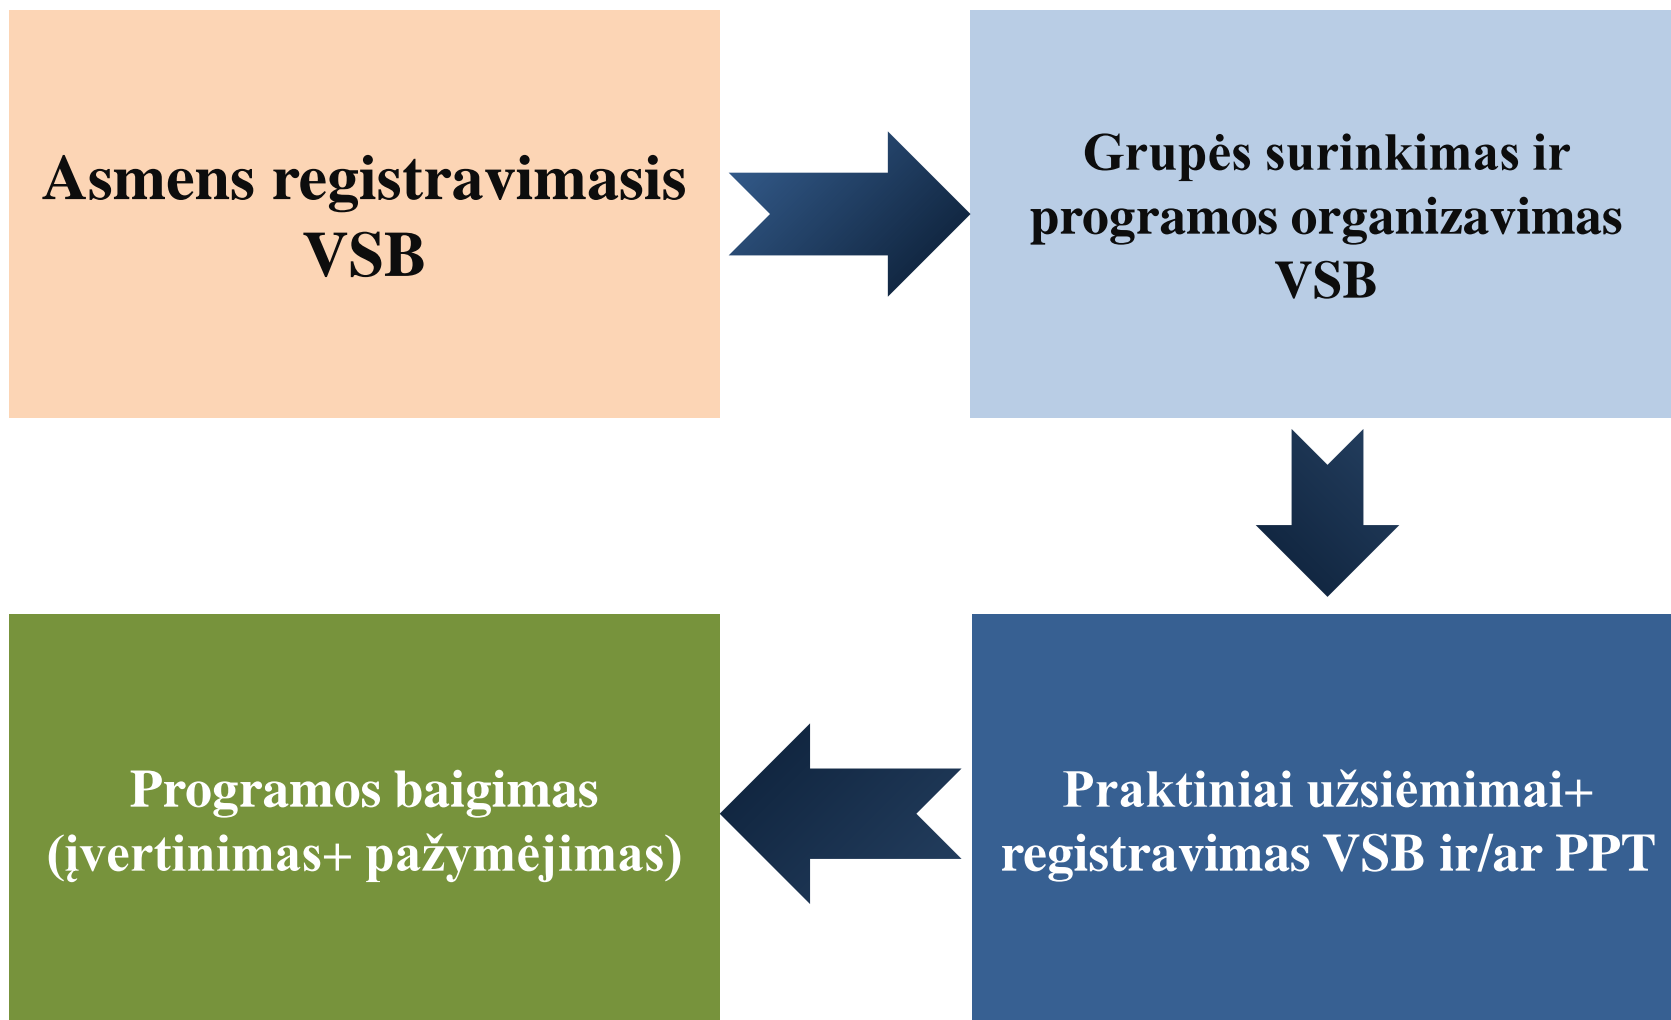 Asmens registravimasis
VSB
Grupės surinkimas ir
programos organizavimas
VSB
Praktiniai užsiėmimai+
registravimas VSB ir/ar PPT
Programos baigimas
(įvertinimas+ pažymėjimas)